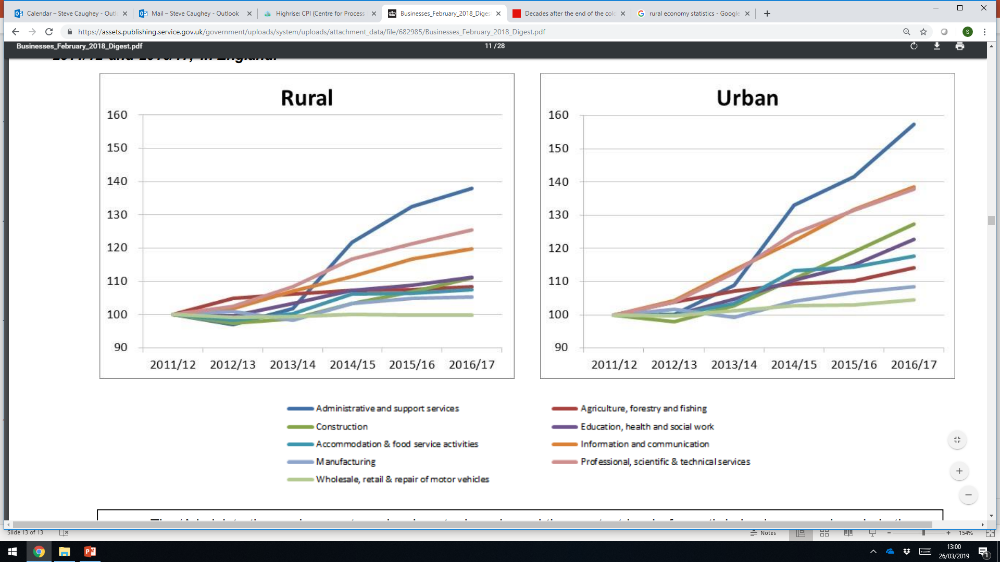 Calendar – Steve Caughey - Outl
Mail – Steve Caughey - Outlook
Highrise: CPI (Centre for Process
Businesses_February_2018_Diges
Decades after the end of the col
rural economy statistics - Google
https://assets.publishing.service.gov.uk/government/uploads/system/uploads/attachment_data/file/682985/Businesses_February_2018_Digest.pdf
S
Businesses_February_2018_Digest.pdf
11 / 28
Rural
160
150
140
130
120
110
100
90
2011/12 2012/13 2013/14 2014/15 2015/16 2016/17
Urban
160
150
140
130
120
110
100
90
2011/12 2012/13 2013/14 2014/15 2015/16 2016/17
Administrative and support services
Agriculture, forestry and fishing
Construction
Education, health and social work
Accommodation & food service activities
Information and communication
Manufacturing
Professional, scientific & technical services
Wholesale, retail & repair of motor vehicles
Slide 13 of 13
Notes
154%
13:00
26/03/2019
1